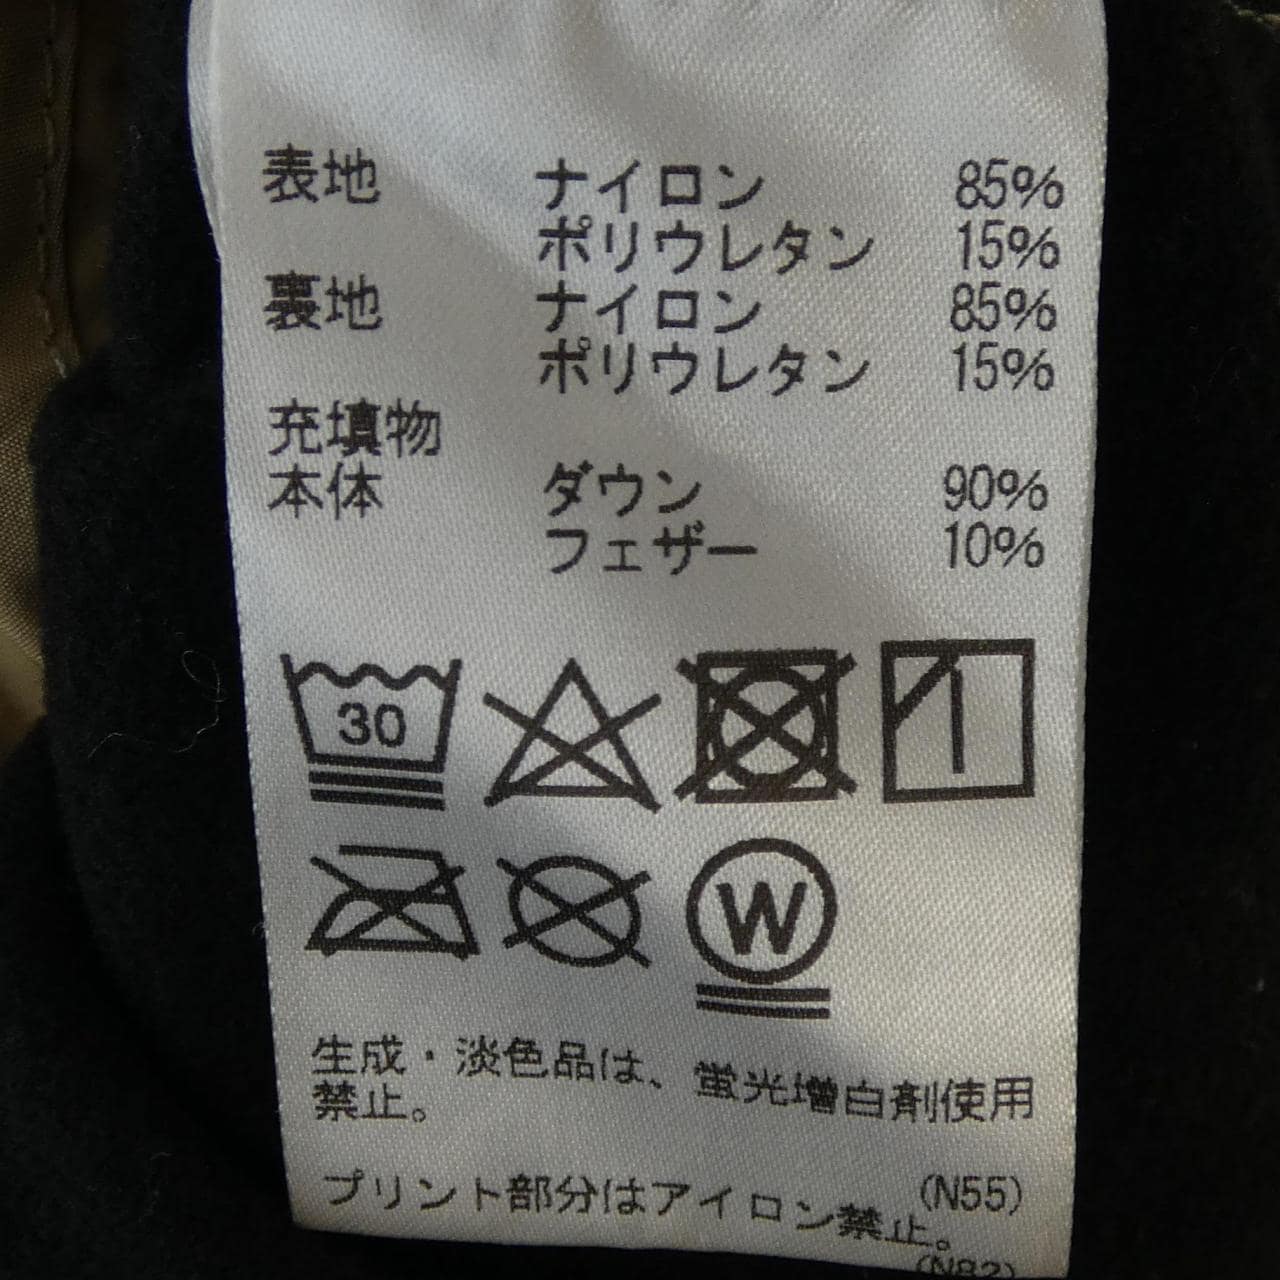 表地 ナイロン 85%
ポリウレタン 15%
裏地 ナイロン 85%
ポリウレタン 15%
充填物
本体 ダウン 90%
フェザー 10%
30
W
生成・淡色品は、蛍光増白剤使用
禁止。
(N55)
プリント部分はアイロン禁止。
(N82)